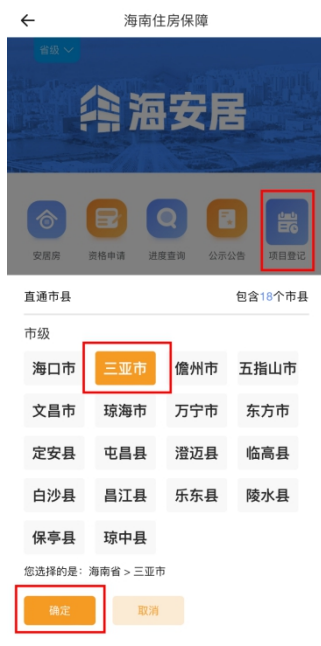 海南住房保障
省级
海安居
安居房 资格申请 进度查询 公示公告 项目登记
直通市县 包含18个市县
市级
海口市 三亚市 儋州市 五指山市
文昌市 琼海市 万宁市 东方市
定安县 屯昌县 澄迈县 临高县
白沙县 昌江县 乐东县 陵水县
保亭县 琼中县
您选择的是：海南省 > 三亚市
确定 取消